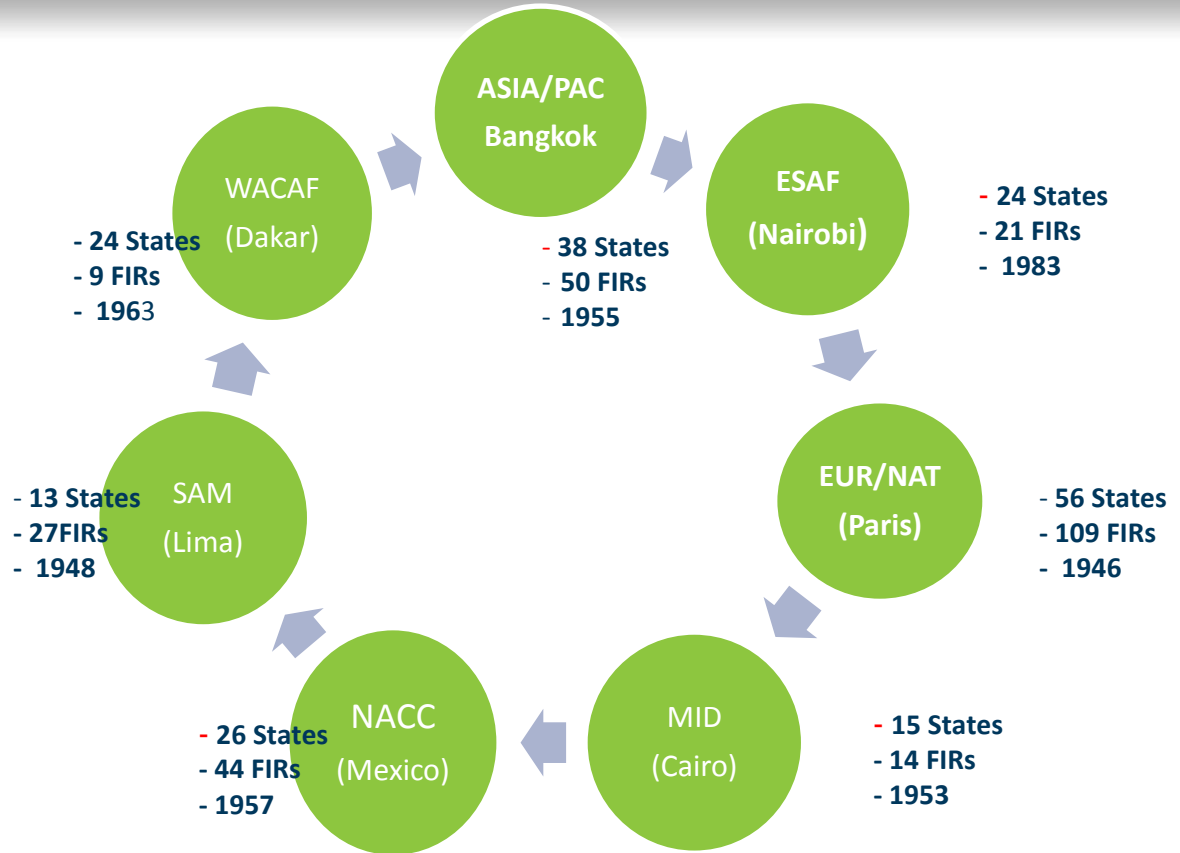 ASIA/PAC
Bangkok
- 38 States
- 50 FIRs
- 1955
ESAF
(Nairobi)
- 24 States
- 21 FIRs
- 1983
EUR/NAT
(Paris)
- 56 States
- 109 FIRs
- 1946
MID
(Cairo)
- 15 States
- 14 FIRs
- 1953
NACC
(Mexico)
- 26 States
- 44 FIRs
- 1957
SAM
(Lima)
- 13 States
- 27FIRs
- 1948
WACAF
(Dakar)
- 24 States
- 9 FIRs
- 1963